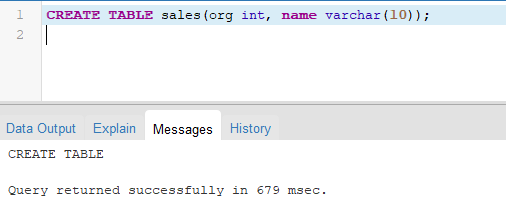 1 CREATE TABLE sales(org int, name varchar(10));
2
Data Output Explain Messages History
CREATE TABLE
Query returned successfully in 679 msec.